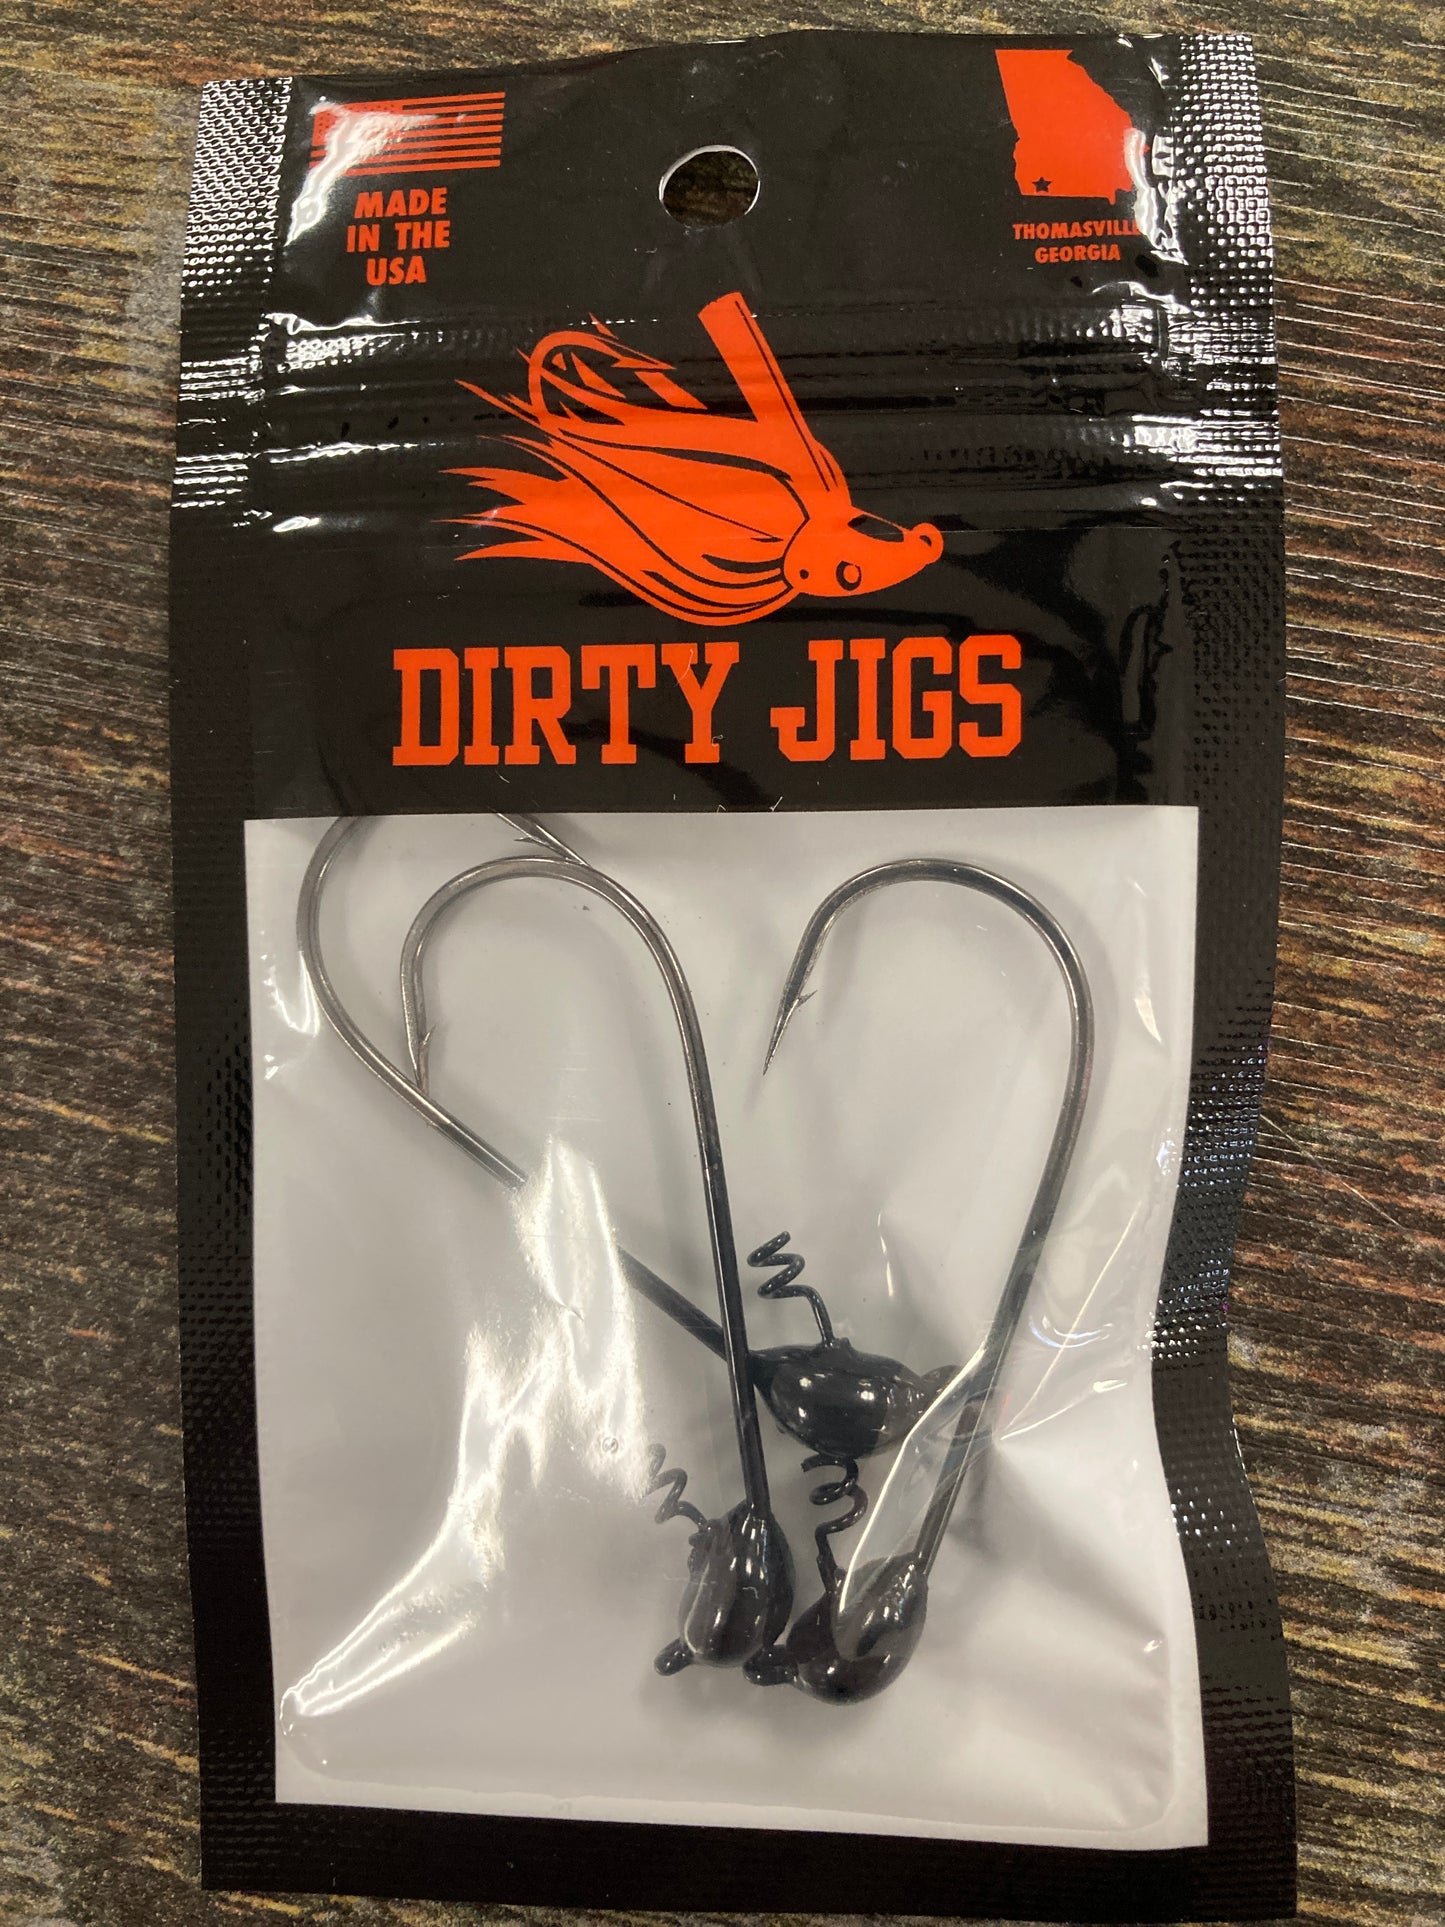 MADE
IN THE
USA
THOMASVILLE
GEORGIA
DIRTY JIGS